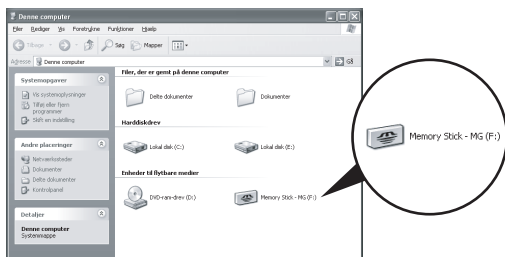 Denne computer
Filer Rediger Vis Foretrukne Funktioner Hjælp
Tilbage Søg Mapper
Adresse Denne computer Gå
Systemopgaver
Vis systemoplysninger
Tilføj eller fjern
programmer
Skift en indstilling
Andre placeringer
Netværkssteder
Dokumenter
Delte dokumenter
Kontrolpanel
Detaljer
Denne computer
Systemmappe
Filer, der er gemt på denne computer
Delte dokumenter Dokumenter
Harddiskdrev
Lokal disk (C:) Lokal disk (E:)
Enheder til flytbare medier
DVD-ram-drev (D:) Memory Stick - MG (F:)
Memory Stick - MG (F:)